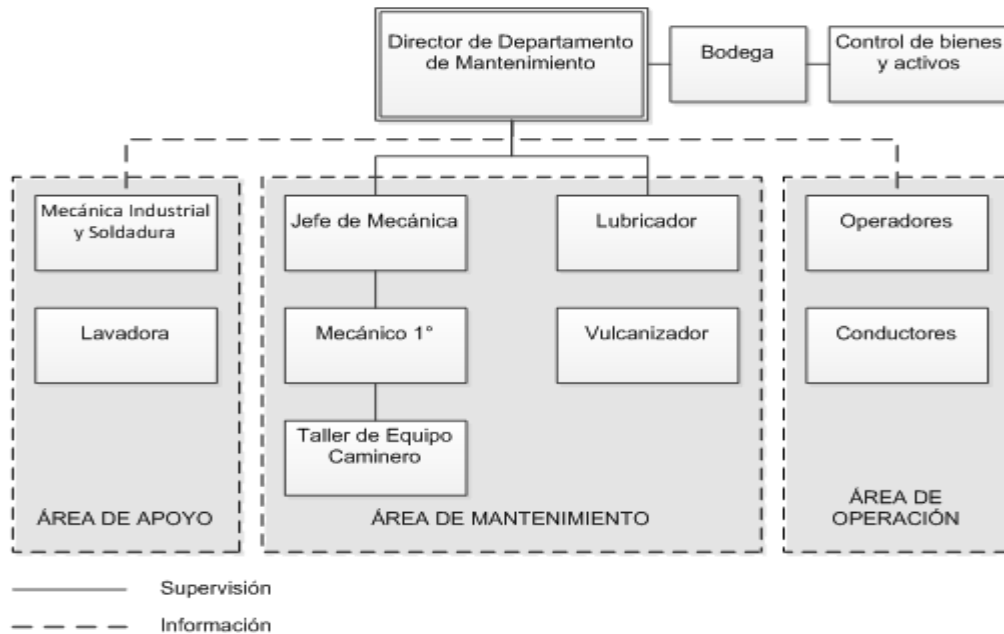 Director de Departamento
de Mantenimiento
Bodega
Control de bienes
y activos
Mecánica Industrial
y Soldadura
Lavadora
ÁREA DE APOYO
Jefe de Mecánica
Mecánico 1°
Taller de Equipo
Caminero
Lubricador
Vulcanizador
ÁREA DE MANTENIMIENTO
Operadores
Conductores
ÁREA DE
OPERACIÓN
Supervisión
Información